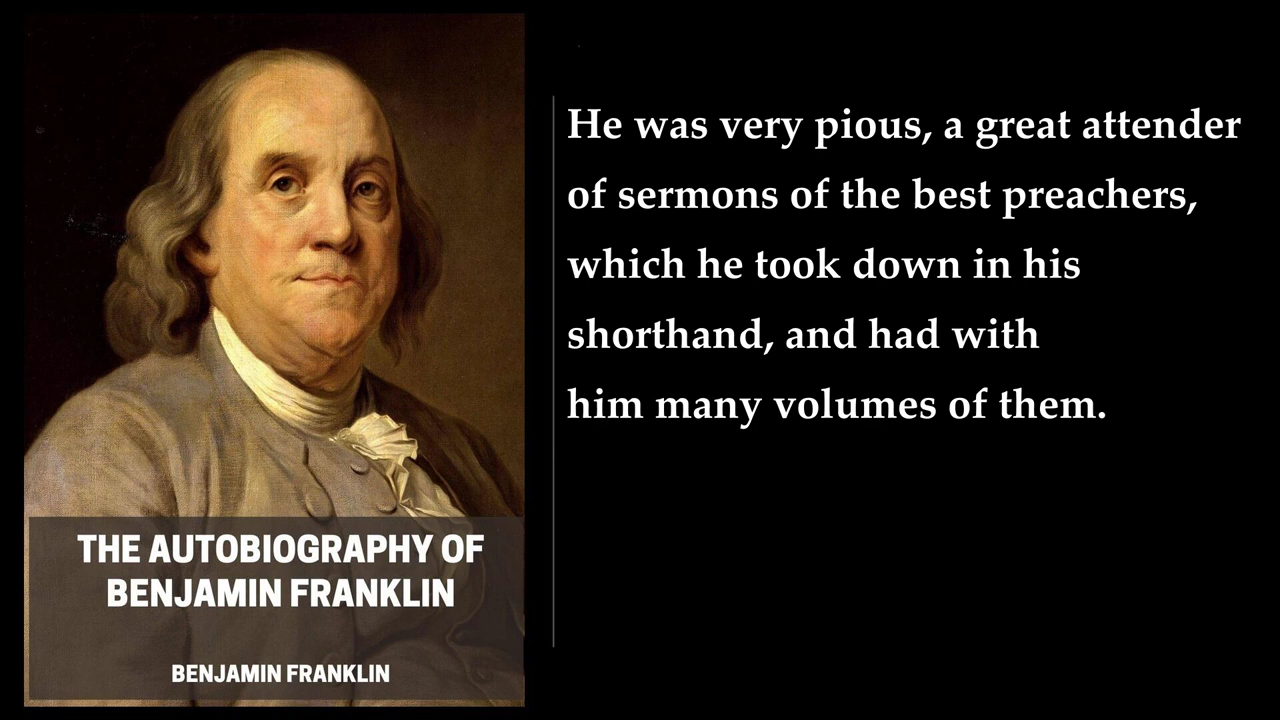 THE AUTOBIOGRAPHY OF
BENJAMIN FRANKLIN
BENJAMIN FRANKLIN
He was very pious, a great attender
of sermons of the best preachers,
which he took down in his
shorthand, and had with
him many volumes of them.